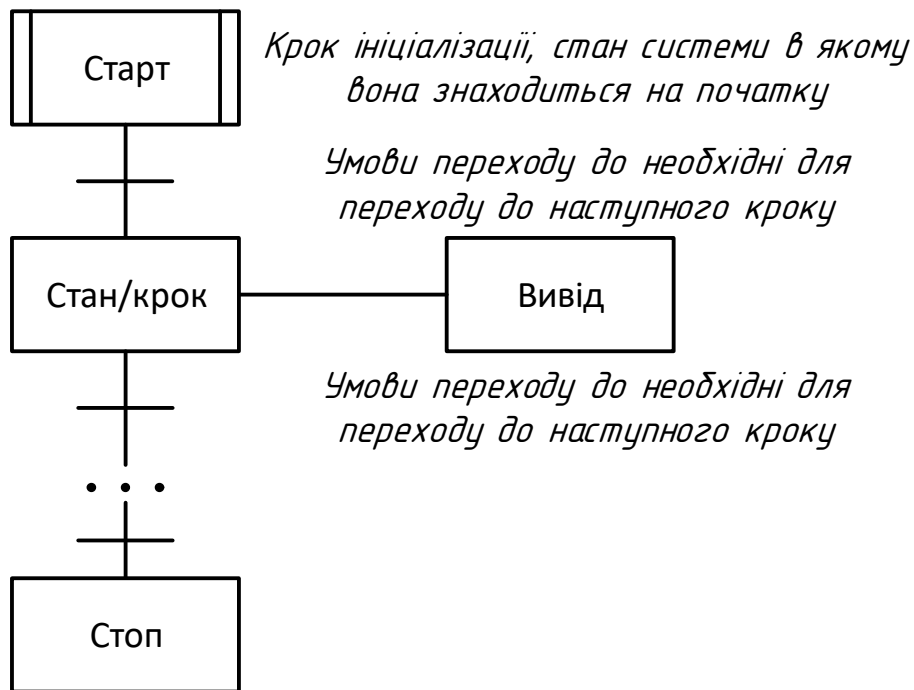 Старт
Крок ініціалізації, стан системи в якому
вона знаходиться на початку
Умови переходу до необхідні для
переходу до наступного кроку
Стан/крок
Вивід
Умови переходу до необхідні для
переходу до наступного кроку
Стоп